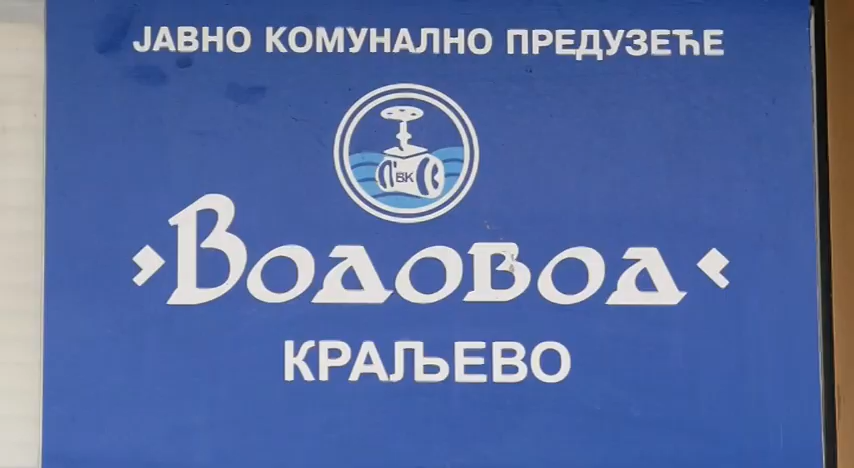 ЈАВНО КОМУНАЛНО ПРЕДУЗЕЋЕ
ВК
›ВОДОВОД‹
КРАЉЕВО